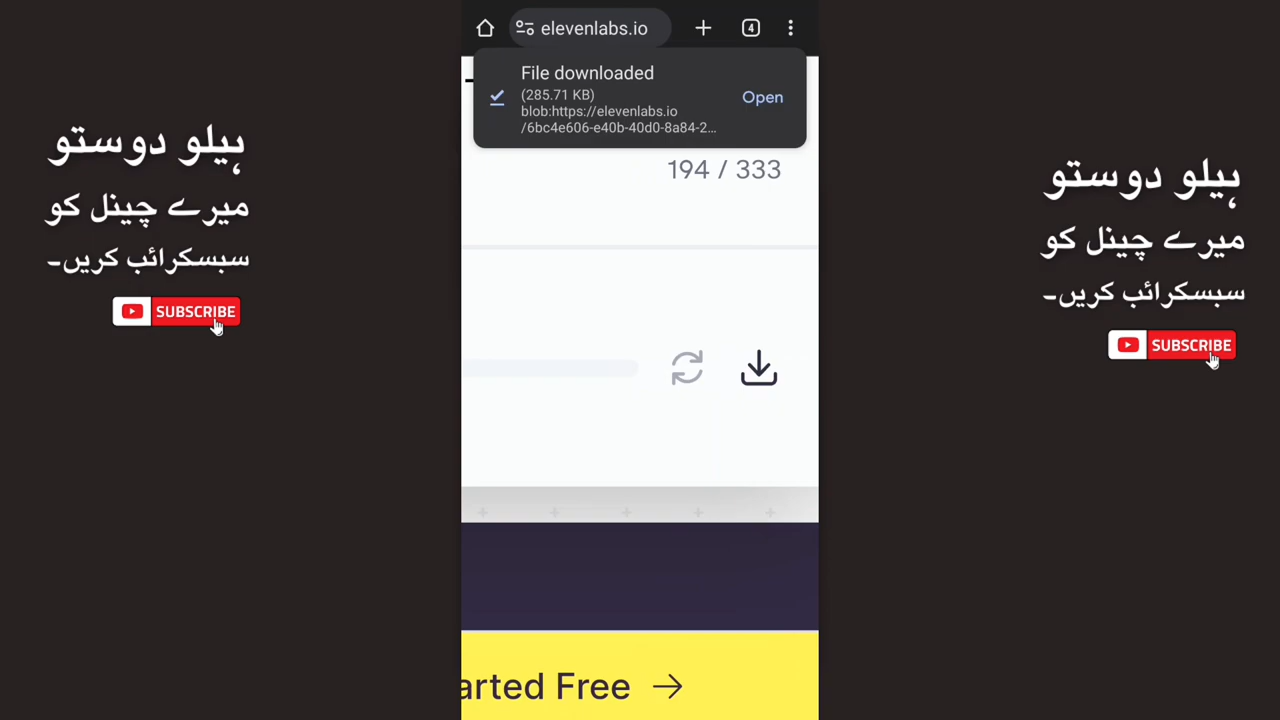 elevenlabs.io
4
File downloaded
(285.71 KB)
blob:https://elevenlabs.io
/6bc4e606-e40b-40d0-8a84-2…
Open
194 / 333
arted Free →
ہیلو دوستو
میرے چینل کو
سبسکرائب کریں۔
SUBSCRIBE
ہیلو دوستو
میرے چینل کو
سبسکرائب کریں۔
SUBSCRIBE